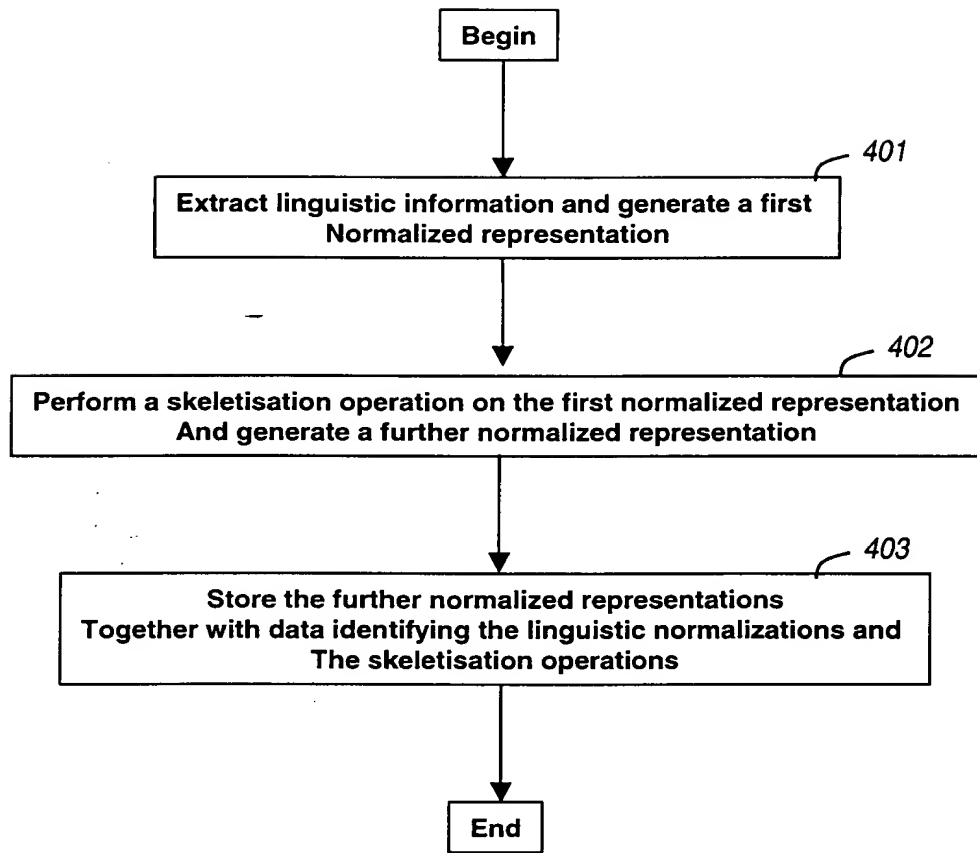 Begin
401
Extract linguistic information and generate a first
Normalized representation
402
Perform a skeletisation operation on the first normalized representation
And generate a further normalized representation
403
Store the further normalized representations
Together with data identifying the linguistic normalizations and
The skeletisation operations
End